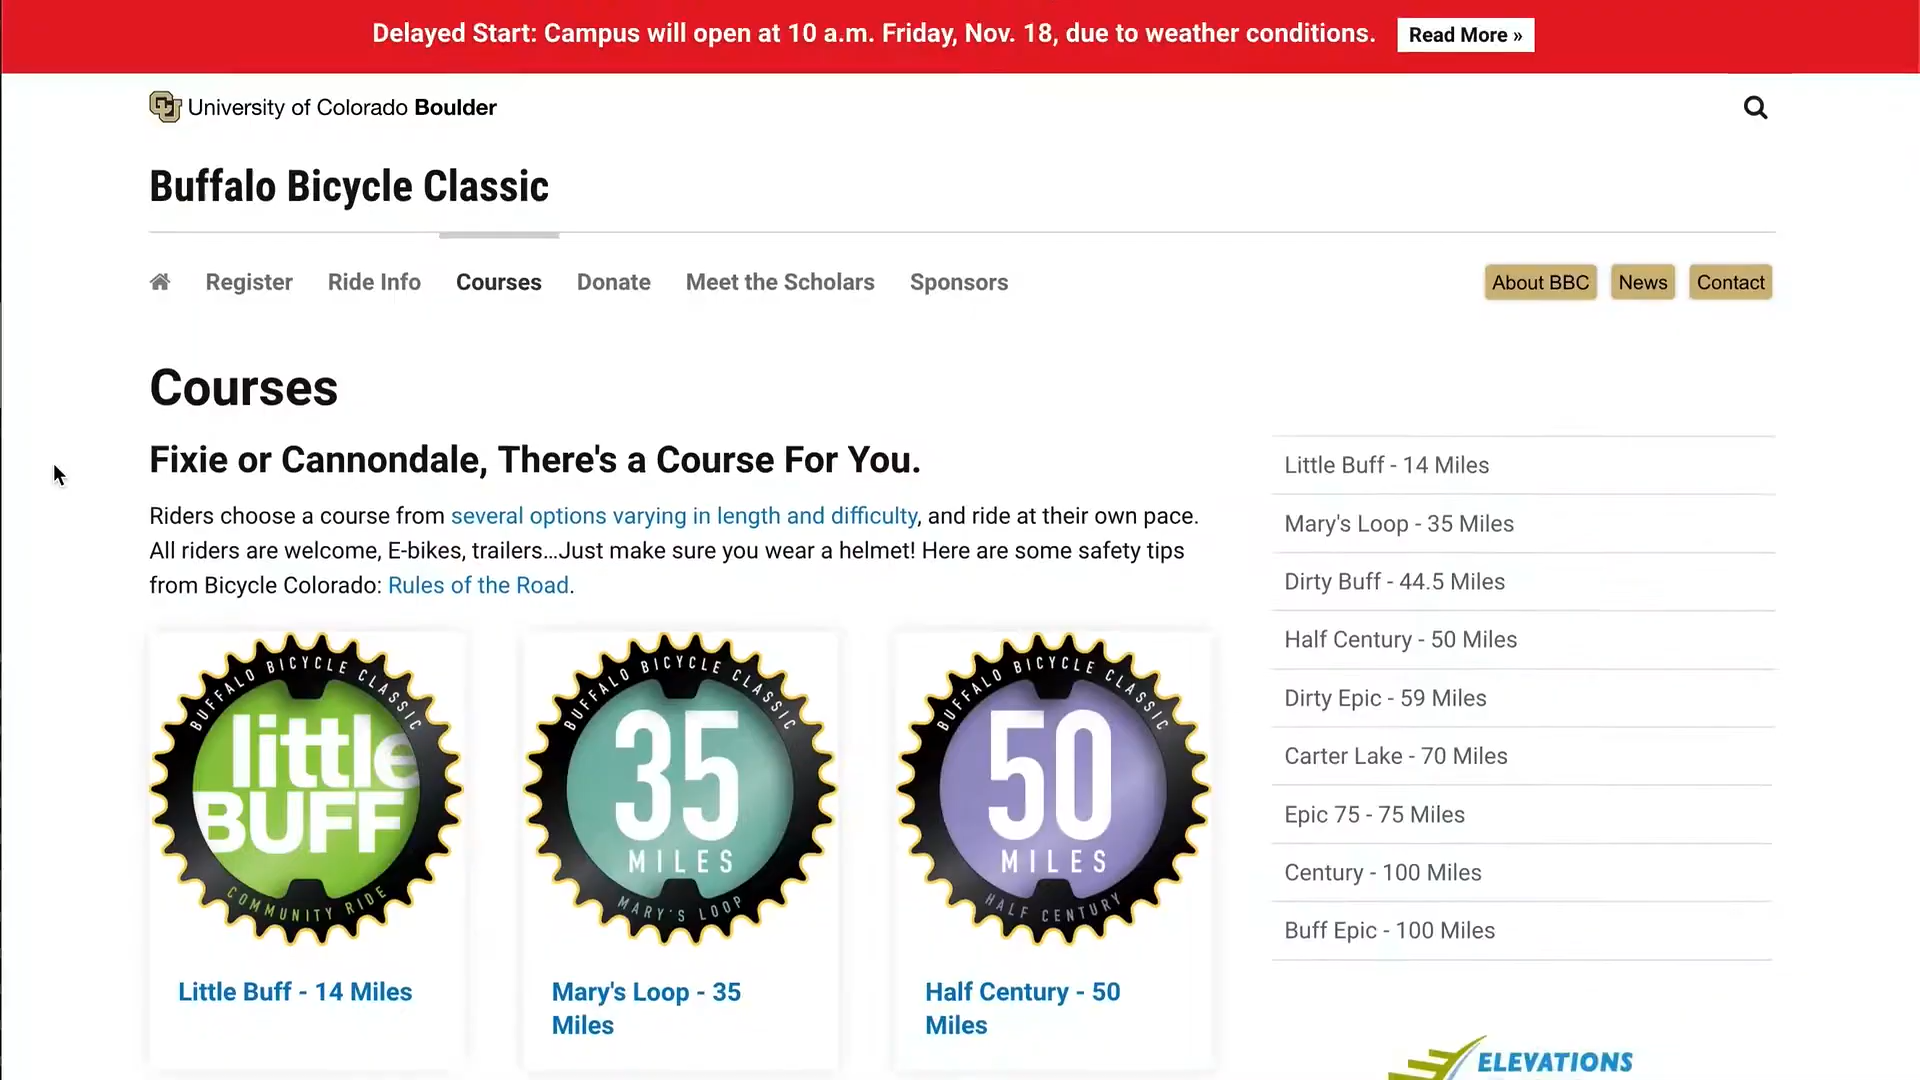 Delayed Start: Campus will open at 10 a.m. Friday, Nov. 18, due to weather conditions. Read More »
CU University of Colorado Boulder
Buffalo Bicycle Classic
Register Ride Info Courses Donate Meet the Scholars Sponsors About BBC News Contact
Courses
Fixie or Cannondale, There's a Course For You.
Riders choose a course from several options varying in length and difficulty, and ride at their own pace.
All riders are welcome, E-bikes, trailers...Just make sure you wear a helmet! Here are some safety tips
from Bicycle Colorado: Rules of the Road.
BUFFALO BICYCLE CLASSIC
little
BUFF
COMMUNITY RIDE
Little Buff - 14 Miles
BUFFALO BICYCLE CLASSIC
35
MILES
MARY'S LOOP
Mary's Loop - 35
Miles
BUFFALO BICYCLE CLASSIC
50
MILES
HALF CENTURY
Half Century - 50
Miles
Little Buff - 14 Miles
Mary's Loop - 35 Miles
Dirty Buff - 44.5 Miles
Half Century - 50 Miles
Dirty Epic - 59 Miles
Carter Lake - 70 Miles
Epic 75 - 75 Miles
Century - 100 Miles
Buff Epic - 100 Miles
ELEVATIONS